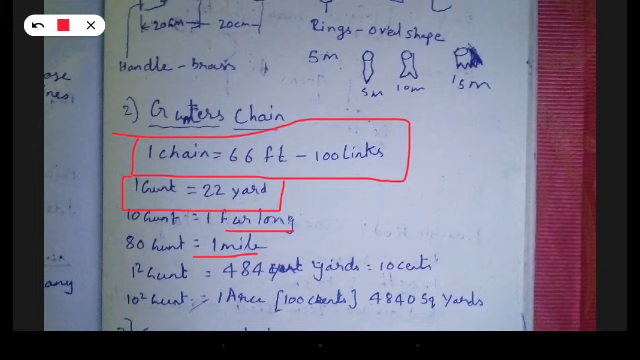 20cm 20cm
Rings - oval shape
Handle - brass
5m
5m 10m 15m
2) Gunters Chain
1 chain = 66 ft - 100 links
1 Gunt = 22 yard
10 Gunt = 1 furlong
80 Gunt = 1 mile
1² Gunt = 484 yards = 10 cents
10² Gunt = 1 Acre [100 cents] 4840 Sq yards
any